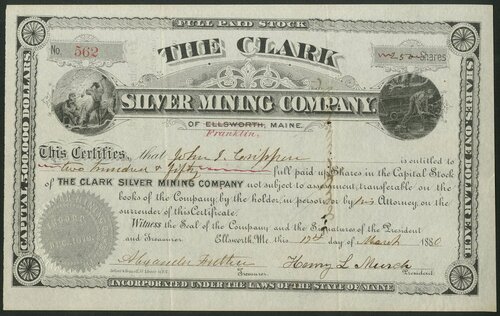 FULL PAID STOCK
No. 562
250 Shares
THE CLARK
SILVER MINING COMPANY,
OF ELLSWORTH, MAINE.
Franklin,
This Certifies, that John J. Crippen is entitled to
two hundred & fifty full paid up Shares in the Capital Stock
OF THE CLARK SILVER MINING COMPANY not subject to assessment, transferable on the
books of the Company, by the holder, in person or by his Attorney, on the
surrender of this Certificate.
Witness the Seal of the Company and the Signatures of the President
and Treasurer. Ellsworth, Me. this day of March 1880
Treasurer. Henry L. Murch President.
INCORPORATED UNDER THE LAWS OF THE STATE OF MAINE
CAPITAL 500,000 DOLLARS
SHARES ONE DOLLAR EACH